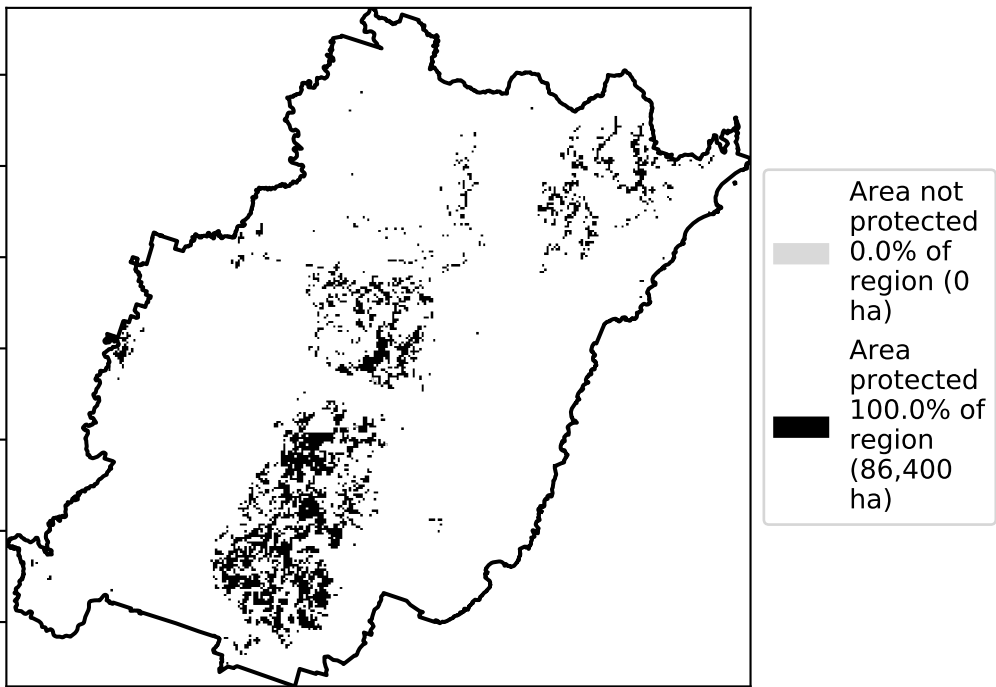 Area not
protected
0.0% of
region (0
ha)
Area
protected
100.0% of
region
(86,400
ha)